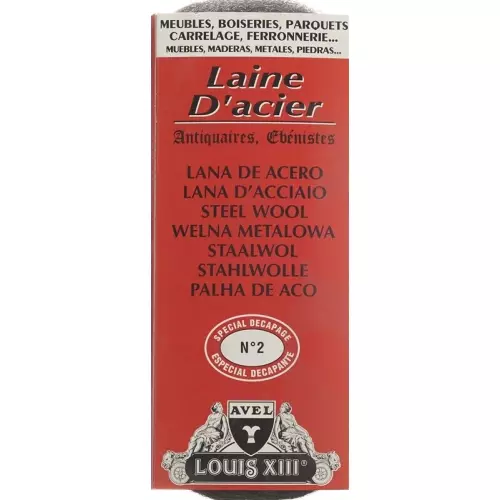 MEUBLES, BOISERIES, PARQUETS
CARRELAGE, FERRONNERIE...
MUEBLES, MADERAS, METALES, PIEDRAS...
Laine
D'acier
Antiquaires, Ebénistes
LANA DE ACERO
LANA D'ACCIAIO
STEEL WOOL
WELNA METALOWA
STAALWOL
STAHLWOLLE
PALHA DE ACO
SPECIAL DECAPAGE
N°2
ESPECIAL DECAPANTE
AVEL
LOUIS XIII®